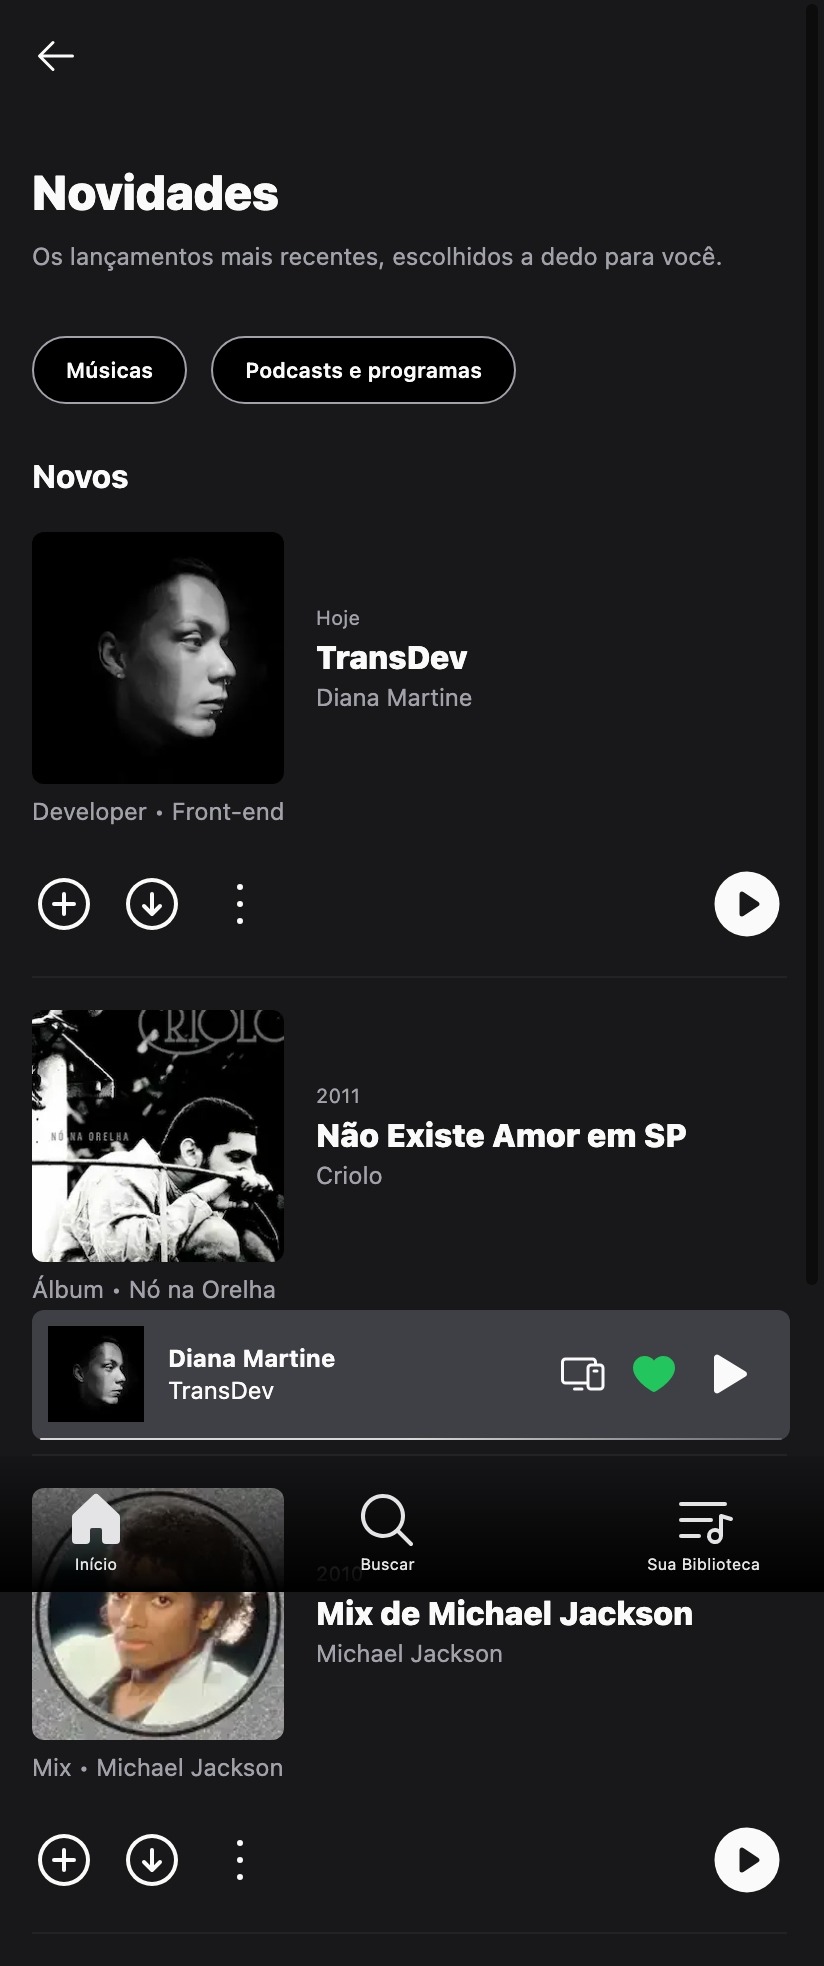 Novidades
Os lançamentos mais recentes, escolhidos a dedo para você.
Músicas
Podcasts e programas
Novos
Hoje
TransDev
Diana Martine
Developer • Front-end
CRIOLO
NÓ NA ORELHA
2011
Não Existe Amor em SP
Criolo
Álbum • Nó na Orelha
Diana Martine
TransDev
Início
Buscar
Sua Biblioteca
2010
Mix de Michael Jackson
Michael Jackson
Mix • Michael Jackson